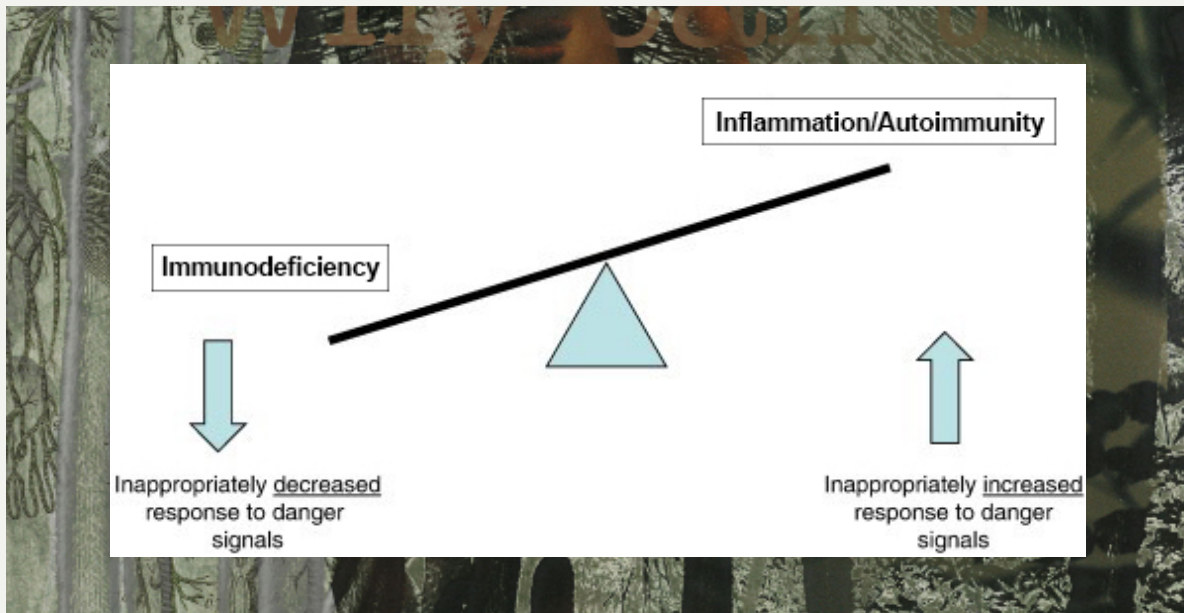 Inflammation/Autoimmunity
Immunodeficiency
Inappropriately decreased
response to danger
signals
Inappropriately increased
response to danger
signals